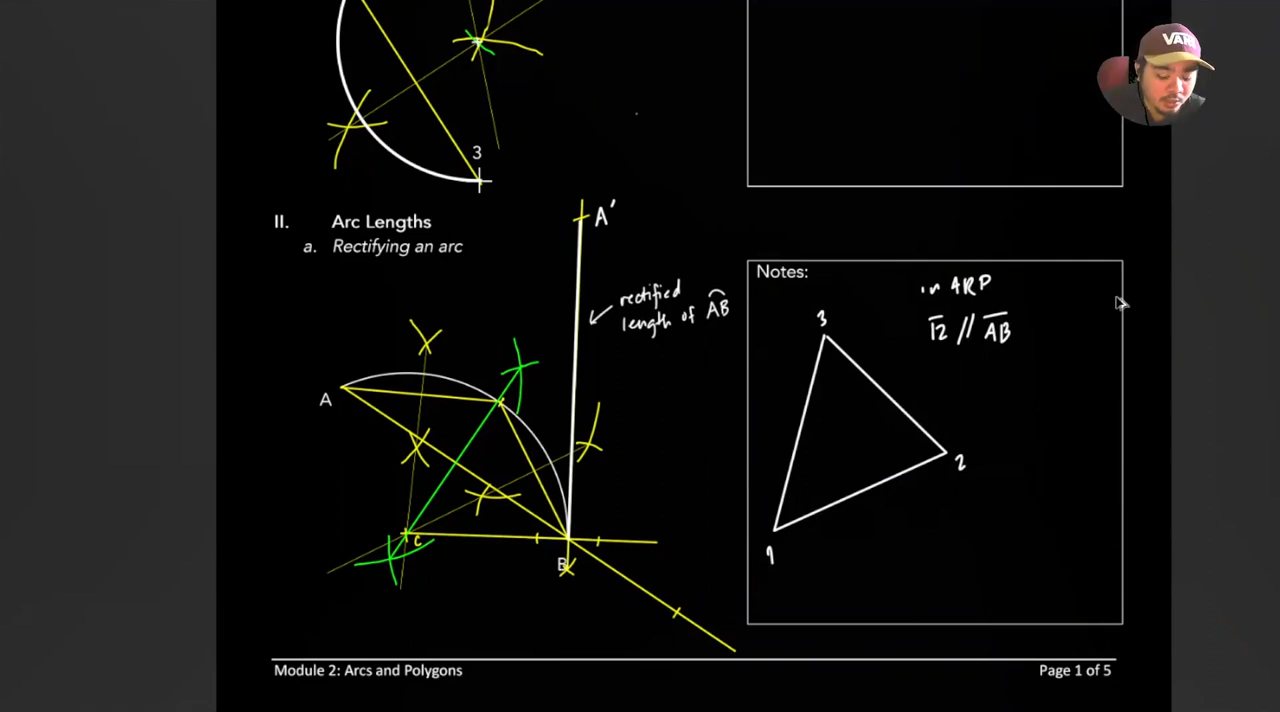 VANS
3
II. Arc Lengths
a. Rectifying an arc
A'
rectified
length of AB
A
C
B
Notes:
in ARP
12 // AB
3
2
1
Module 2: Arcs and Polygons
Page 1 of 5